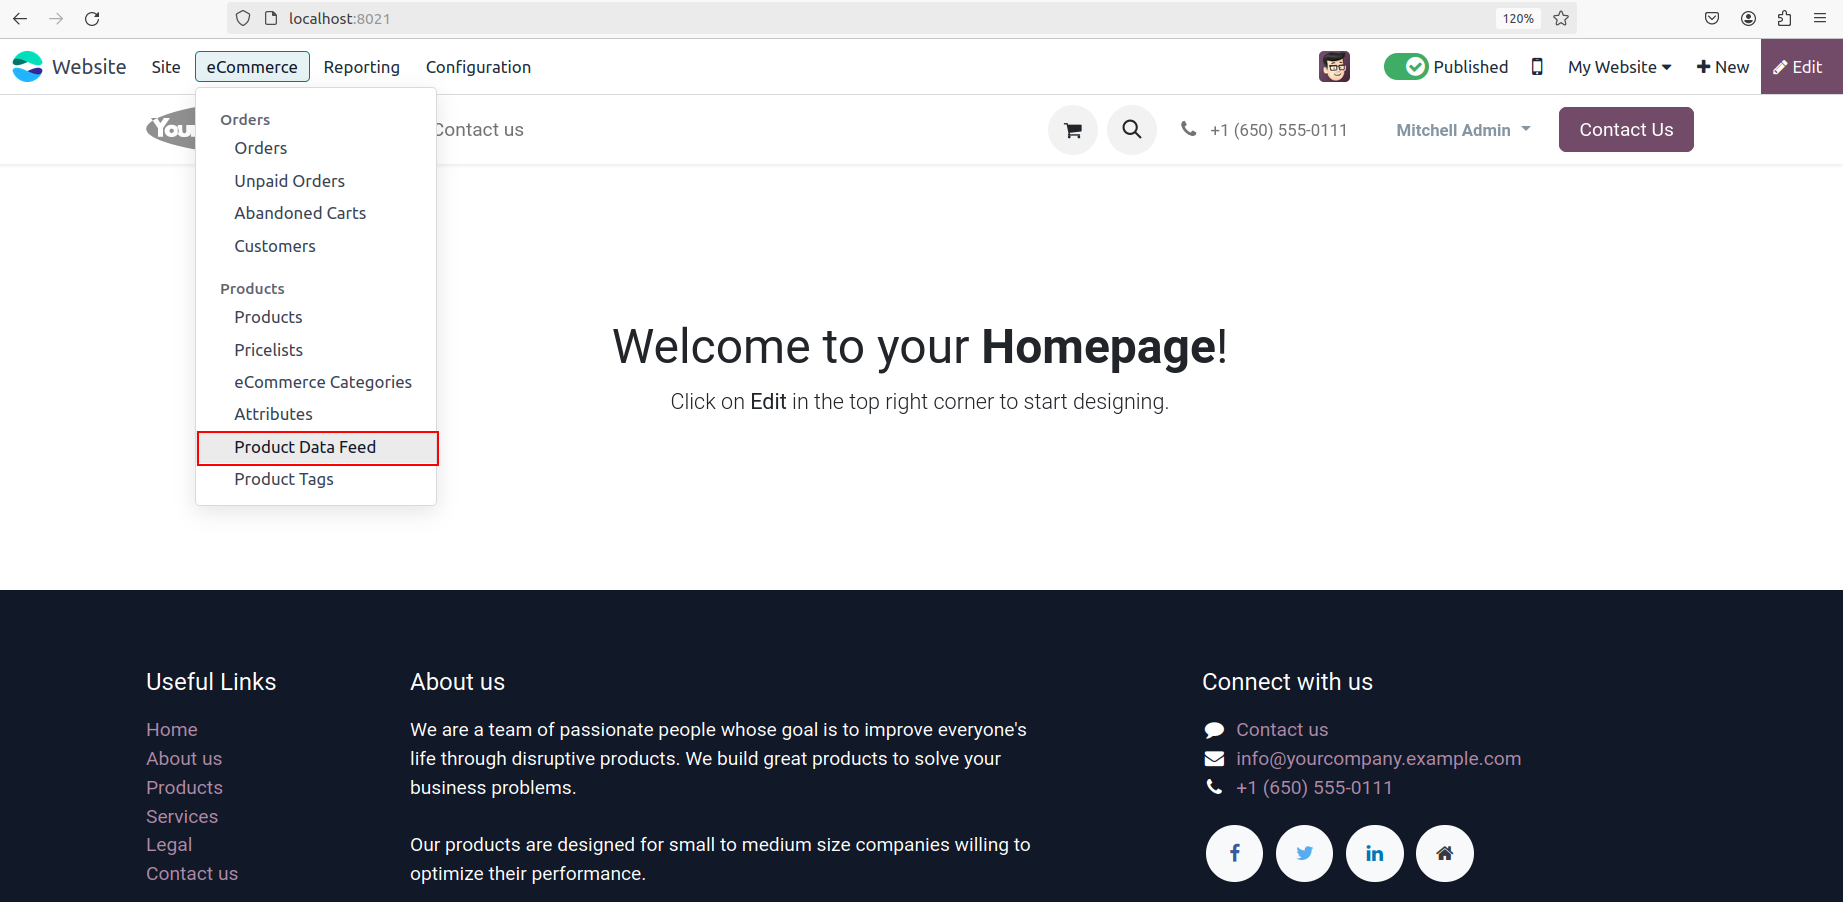 localhost:8021
120%
Website
Site
eCommerce
Reporting
Configuration
Published
My Website
New
Edit
Your
Contact us
+1 (650) 555-0111
Mitchell Admin
Contact Us
Orders
Orders
Unpaid Orders
Abandoned Carts
Customers
Products
Products
Pricelists
eCommerce Categories
Attributes
Product Data Feed
Product Tags
Welcome to your Homepage!
Click on Edit in the top right corner to start designing.
Useful Links
Home
About us
Products
Services
Legal
Contact us
About us
We are a team of passionate people whose goal is to improve everyone's
life through disruptive products. We build great products to solve your
business problems.
Our products are designed for small to medium size companies willing to
optimize their performance.
Connect with us
Contact us
info@yourcompany.example.com
+1 (650) 555-0111